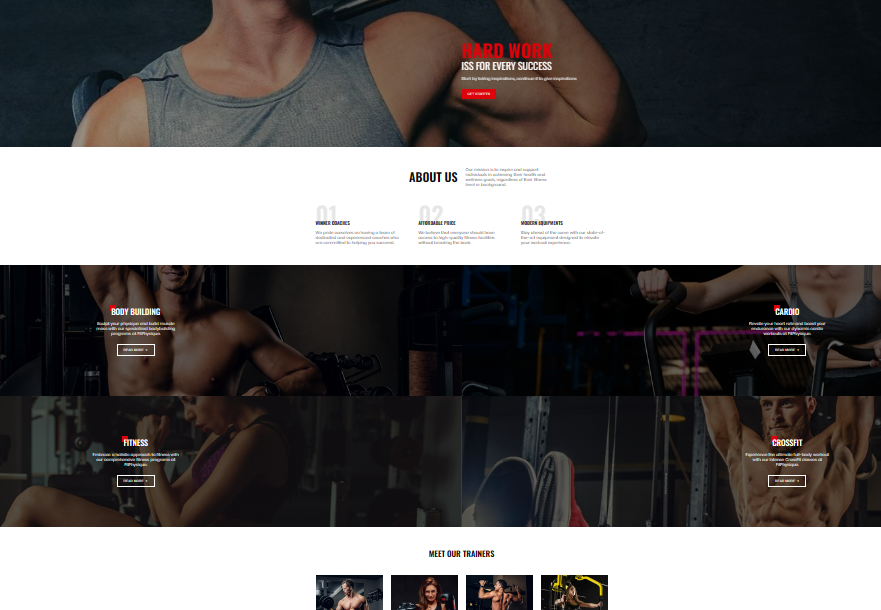 HARD WORK
ISS FOR EVERY SUCCESS
Start by taking inspirations, continue it to give inspirations
GET STARTED
ABOUT US
Our mission is to inspire and support
individuals in achieving their health and
wellness goals, regardless of their fitness
level or background.
01
WINNER COACHES
We pride ourselves on having a team of
dedicated and experienced coaches who
are committed to helping you succeed.
02
AFFORDABLE PRICE
We believe that everyone should have
access to high-quality fitness facilities
without breaking the bank.
03
MODERN EQUIPMENTS
Stay ahead of the curve with our state-of-
the-art equipment designed to elevate
your workout experience.
BODY BUILDING
Sculpt your physique and build muscle
mass with our specialized bodybuilding
programs at FitPhysique.
READ MORE
CARDIO
Elevate your heart rate and boost your
endurance with our dynamic cardio
workouts at FitPhysique.
READ MORE
FITNESS
Embrace a holistic approach to fitness with
our comprehensive fitness programs at
FitPhysique.
READ MORE
CROSSFIT
Experience the ultimate full-body workout
with our intense CrossFit classes at
FitPhysique.
READ MORE
MEET OUR TRAINERS